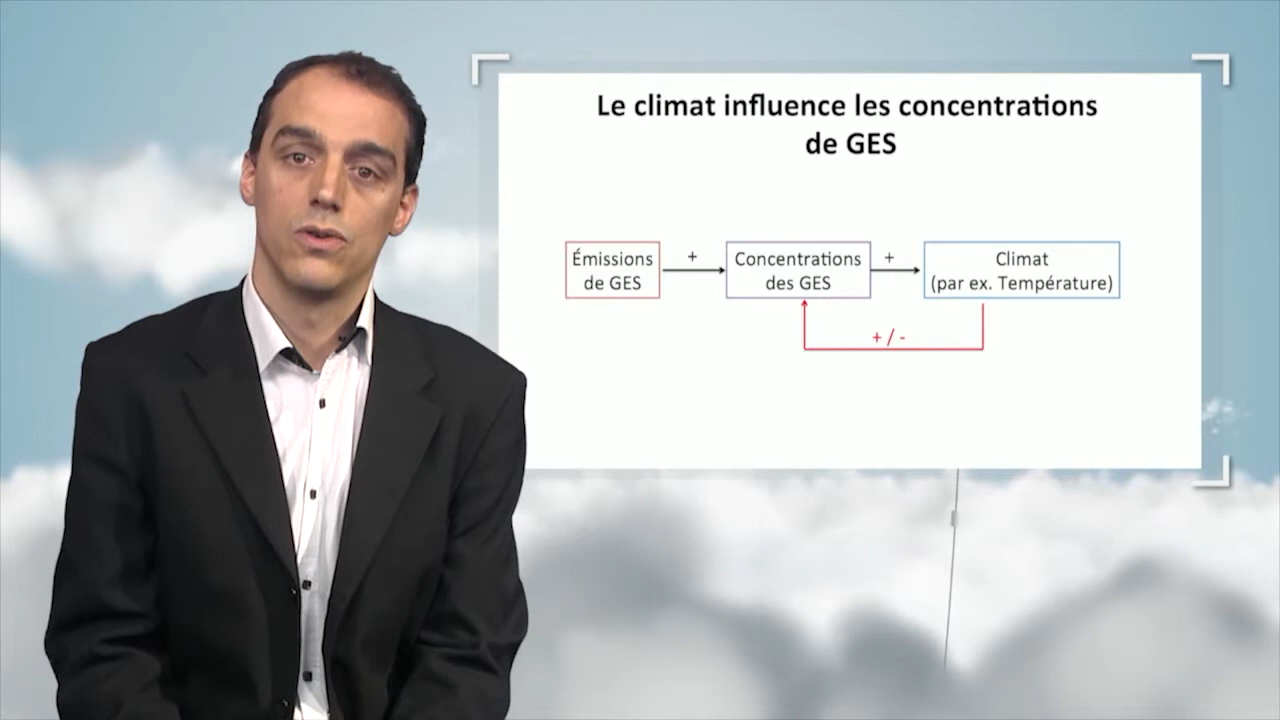 Le climat influence les concentrations
de GES
Émissions
de GES
+
Concentrations
des GES
+
Climat
(par ex. Température)
+ / -